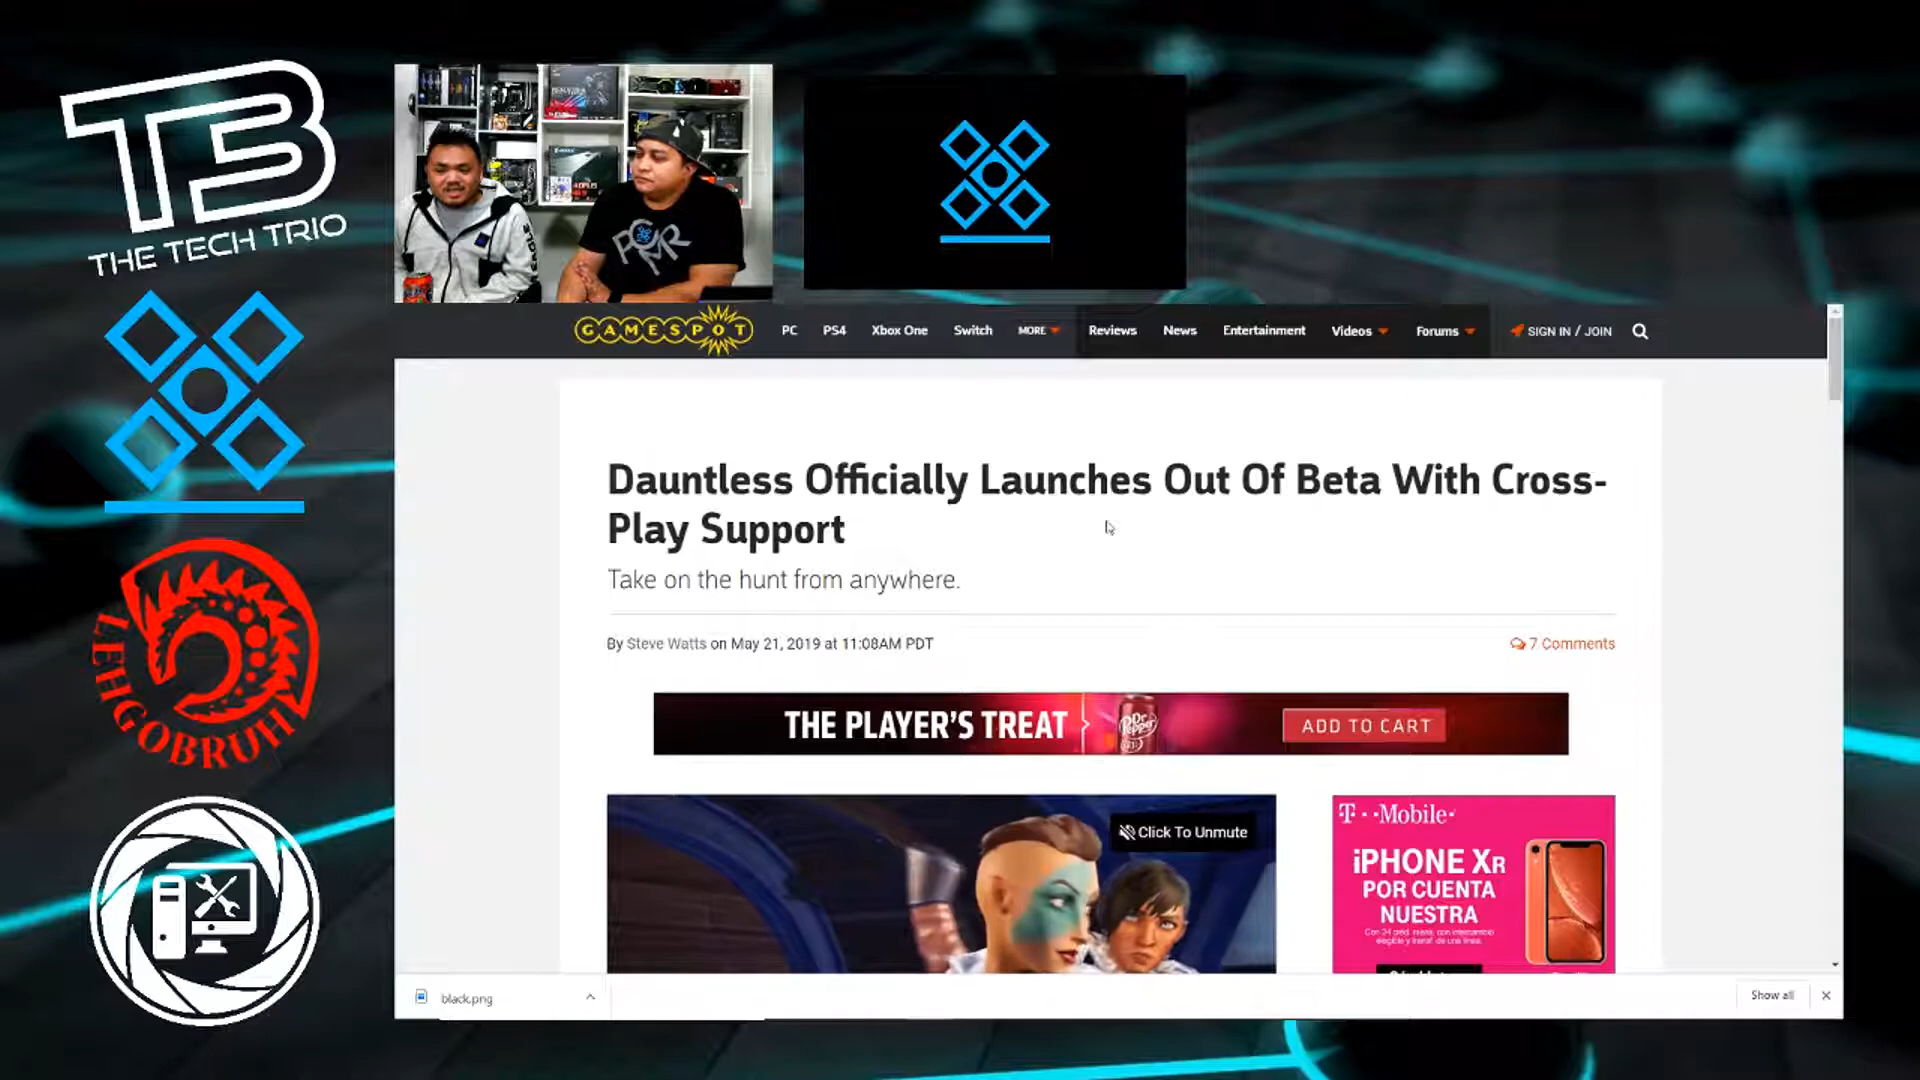 THE TECH TRIO
LEHGOBRUH
PCMR
GAMESPOT
PC PS4 Xbox One Switch MORE Reviews News Entertainment Videos Forums SIGN IN / JOIN
Dauntless Officially Launches Out Of Beta With Cross-
Play Support
Take on the hunt from anywhere.
By Steve Watts on May 21, 2019 at 11:08AM PDT
7 Comments
THE PLAYER'S TREAT
Dr Pepper
ADD TO CART
Click To Unmute
T-Mobile
iPHONE XR
POR CUENTA
NUESTRA
black.png
Show all